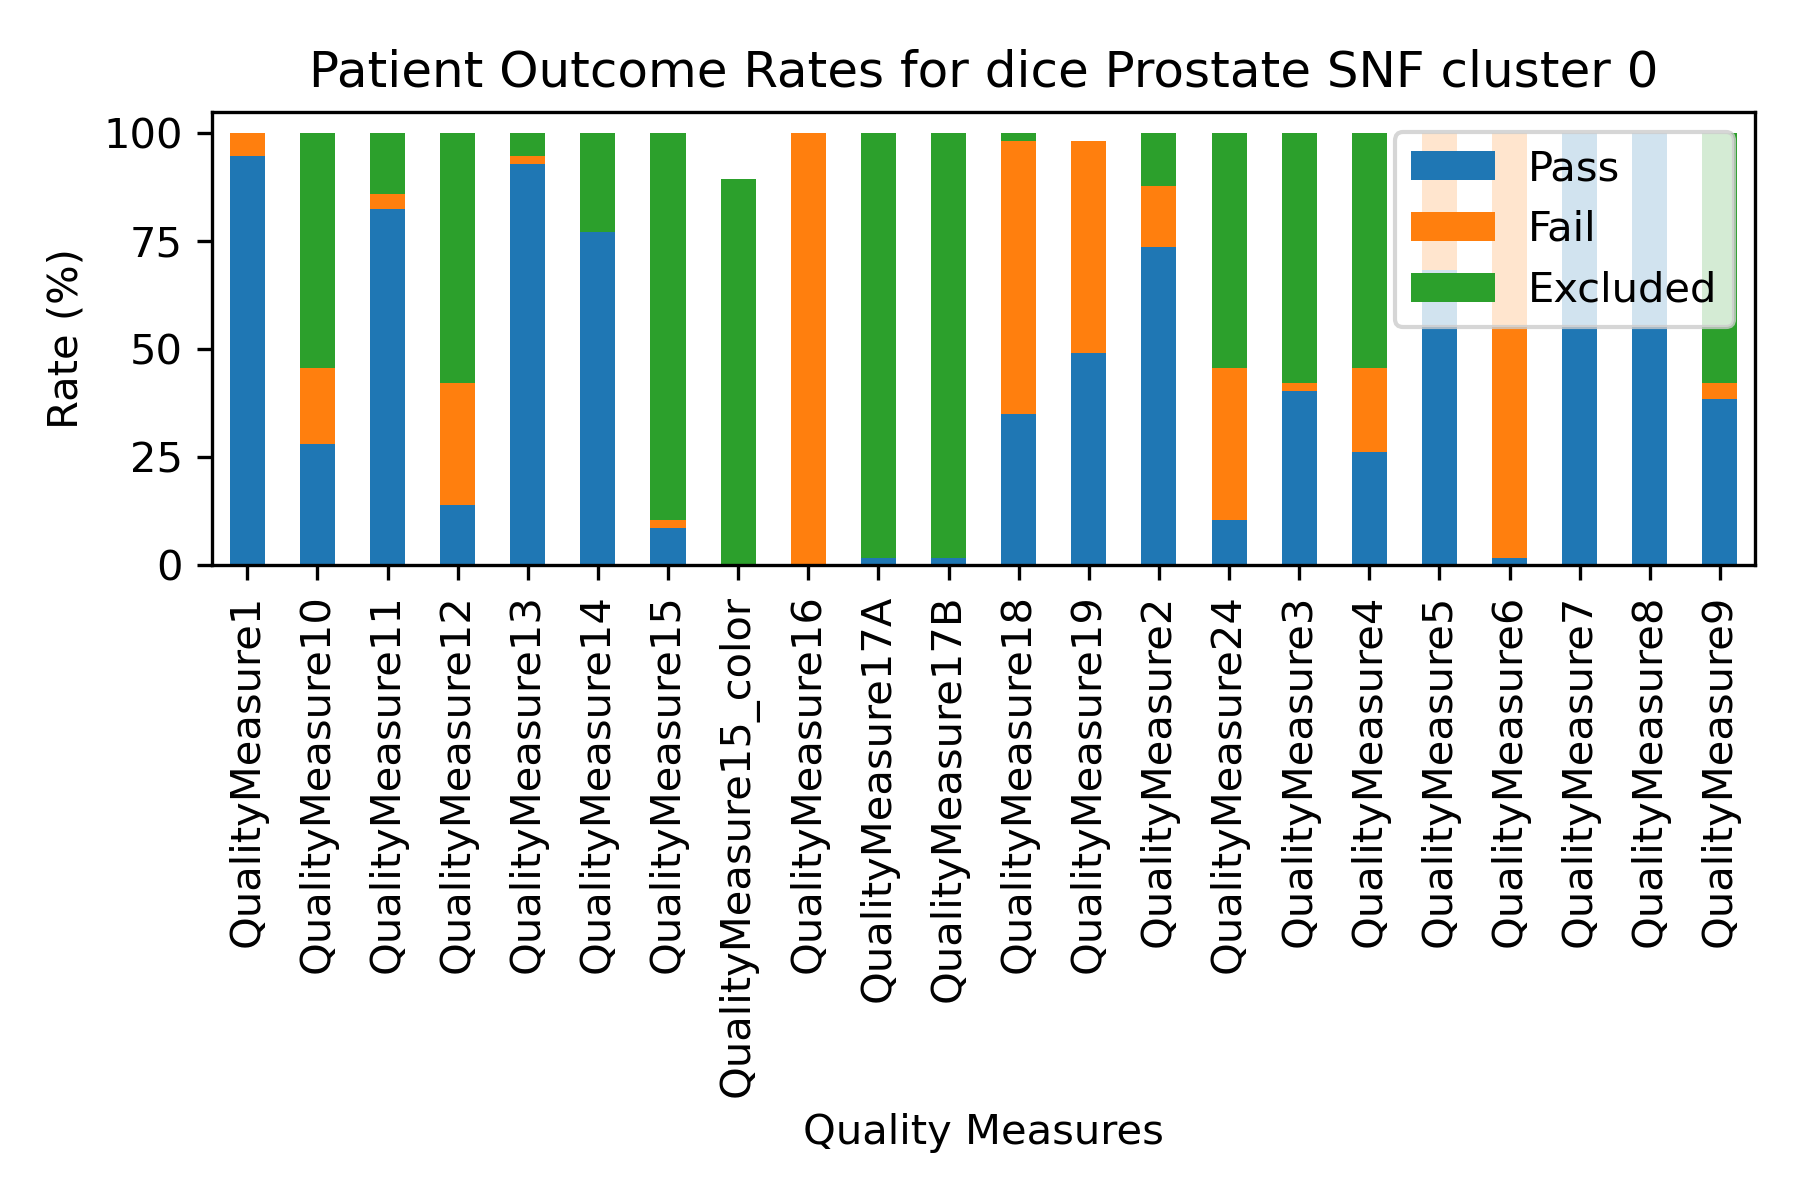 Patient Outcome Rates for dice Prostate SNF cluster 0
Rate (%)
100
75
50
25
0
Pass
Fail
Excluded
QualityMeasure1
QualityMeasure10
QualityMeasure11
QualityMeasure12
QualityMeasure13
QualityMeasure14
QualityMeasure15
QualityMeasure15_color
QualityMeasure16
QualityMeasure17A
QualityMeasure17B
QualityMeasure18
QualityMeasure19
QualityMeasure2
QualityMeasure24
QualityMeasure3
QualityMeasure4
QualityMeasure5
QualityMeasure6
QualityMeasure7
QualityMeasure8
QualityMeasure9
Quality Measures